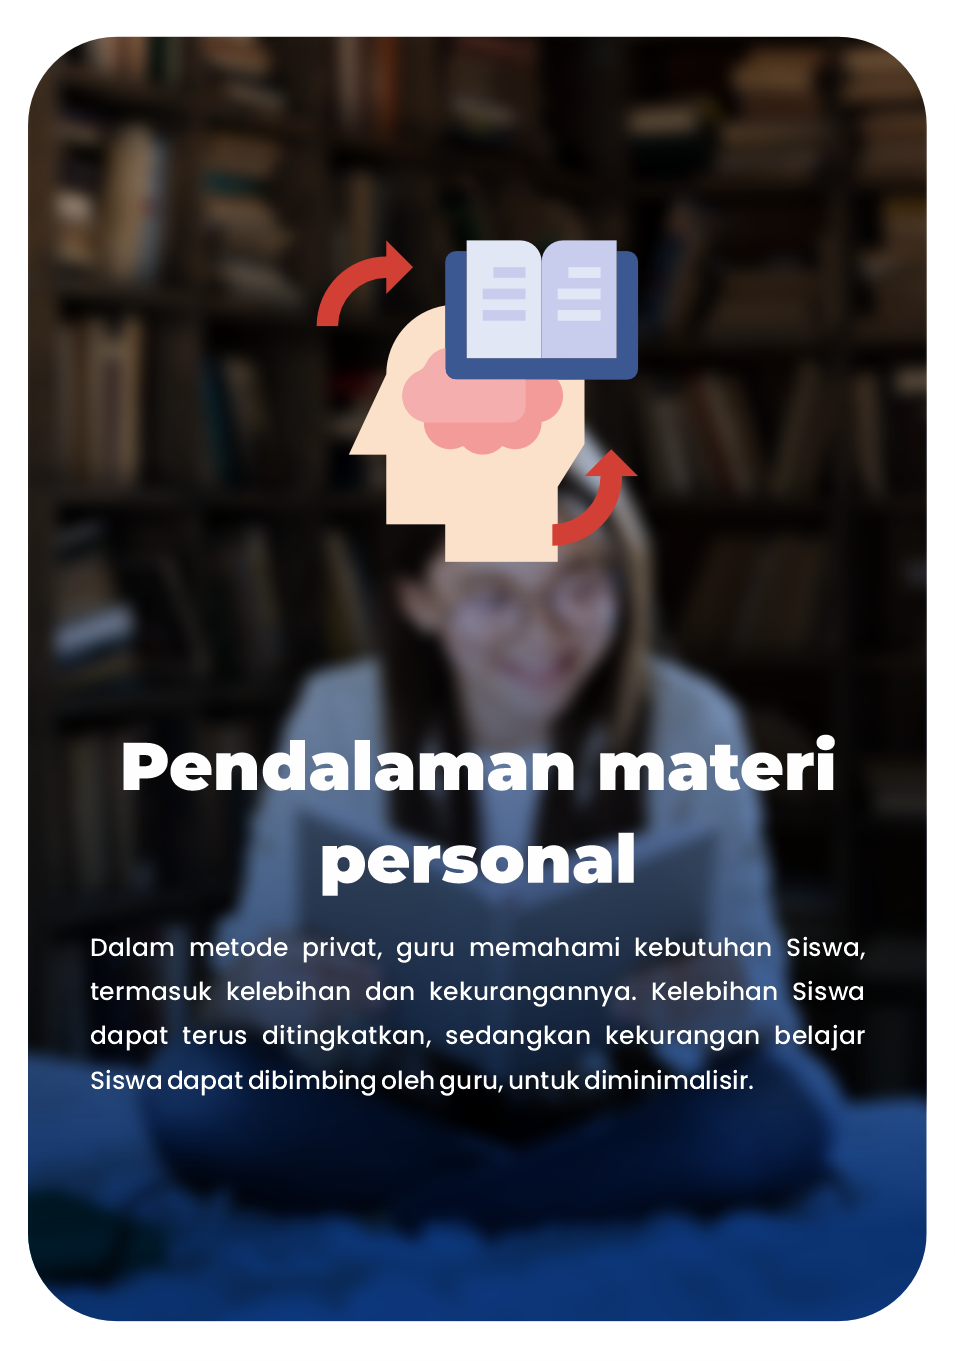 Pendalaman materi
personal
Dalam metode privat, guru memahami kebutuhan Siswa,
termasuk kelebihan dan kekurangannya. Kelebihan Siswa
dapat terus ditingkatkan, sedangkan kekurangan belajar
Siswa dapat dibimbing oleh guru, untuk diminimalisir.